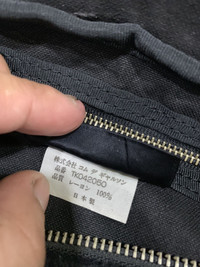 株式会社 コム デ ギャルソン
品番 TK042050
品質 レーヨン 100%
日本製